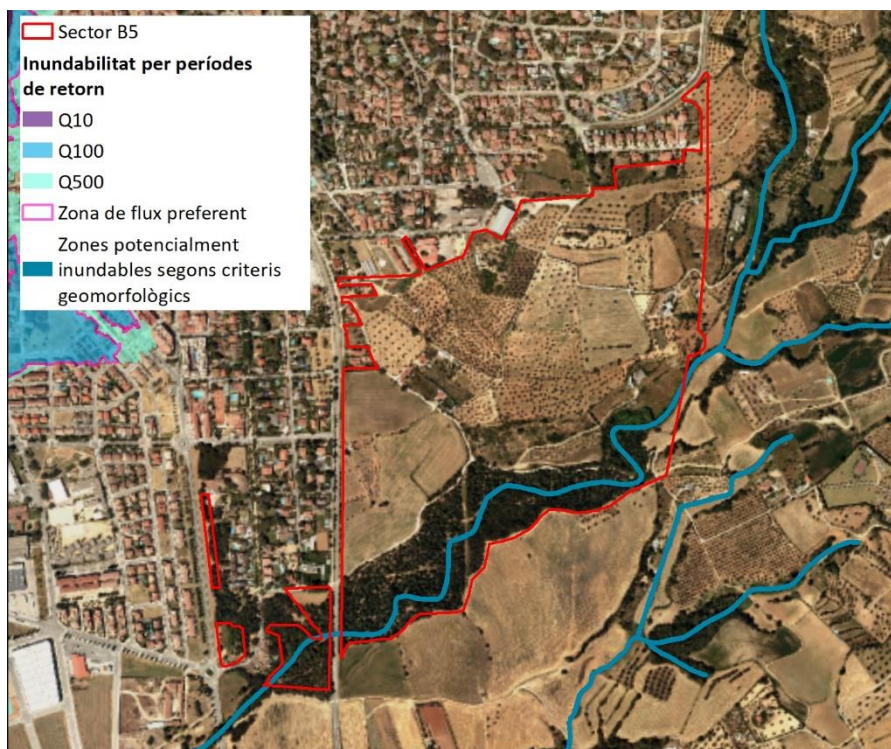 Sector B5
Inundabilitat per períodes
de retorn
Q10
Q100
Q500
Zona de flux preferent
Zones potencialment
inundables segons criteris
geomorfològics